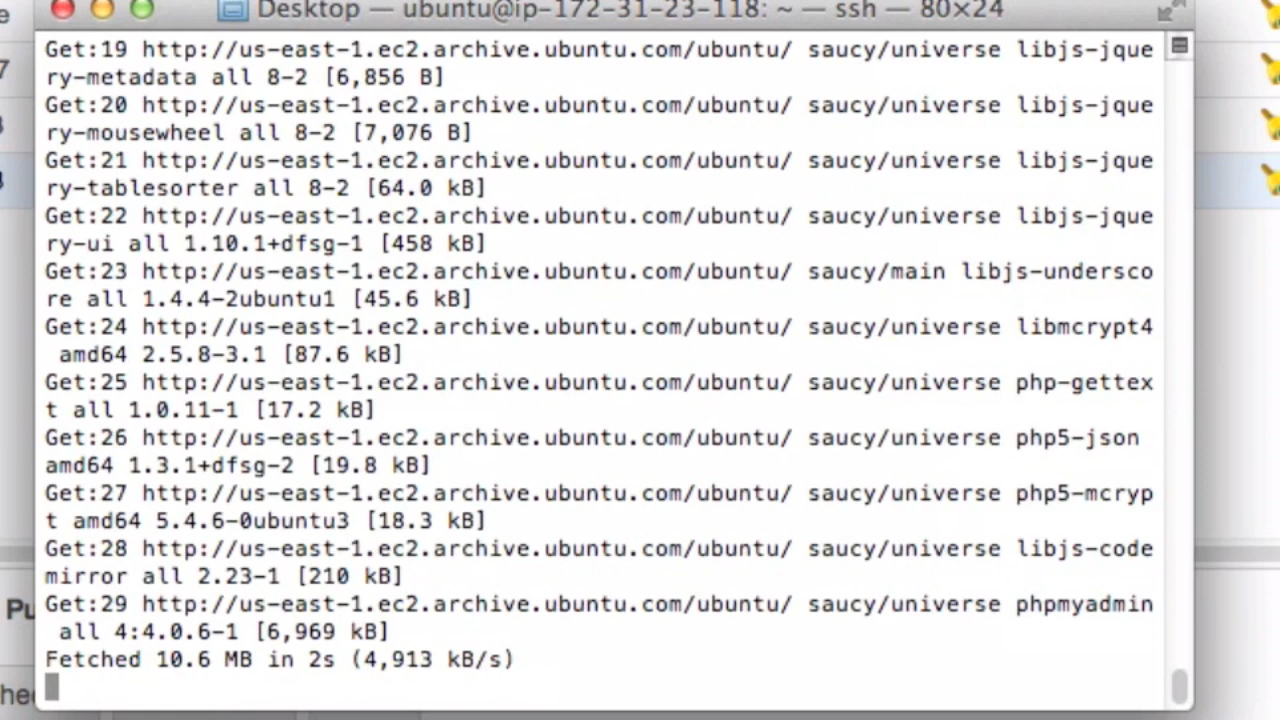 Desktop — ubuntu@ip-172-31-23-118: ~ — ssh — 80×24
Get:19 http://us-east-1.ec2.archive.ubuntu.com/ubuntu/ saucy/universe libjs-jque
ry-metadata all 8-2 [6,856 B]
Get:20 http://us-east-1.ec2.archive.ubuntu.com/ubuntu/ saucy/universe libjs-jque
ry-mousewheel all 8-2 [7,076 B]
Get:21 http://us-east-1.ec2.archive.ubuntu.com/ubuntu/ saucy/universe libjs-jque
ry-tablesorter all 8-2 [64.0 kB]
Get:22 http://us-east-1.ec2.archive.ubuntu.com/ubuntu/ saucy/universe libjs-jque
ry-ui all 1.10.1+dfsg-1 [458 kB]
Get:23 http://us-east-1.ec2.archive.ubuntu.com/ubuntu/ saucy/main libjs-undersco
re all 1.4.4-2ubuntu1 [45.6 kB]
Get:24 http://us-east-1.ec2.archive.ubuntu.com/ubuntu/ saucy/universe libmcrypt4
 amd64 2.5.8-3.1 [87.6 kB]
Get:25 http://us-east-1.ec2.archive.ubuntu.com/ubuntu/ saucy/universe php-gettex
t all 1.0.11-1 [17.2 kB]
Get:26 http://us-east-1.ec2.archive.ubuntu.com/ubuntu/ saucy/universe php5-json
amd64 1.3.1+dfsg-2 [19.8 kB]
Get:27 http://us-east-1.ec2.archive.ubuntu.com/ubuntu/ saucy/universe php5-mcryp
t amd64 5.4.6-0ubuntu3 [18.3 kB]
Get:28 http://us-east-1.ec2.archive.ubuntu.com/ubuntu/ saucy/universe libjs-code
mirror all 2.23-1 [210 kB]
Get:29 http://us-east-1.ec2.archive.ubuntu.com/ubuntu/ saucy/universe phpmyadmin
 all 4:4.0.6-1 [6,969 kB]
Fetched 10.6 MB in 2s (4,913 kB/s)